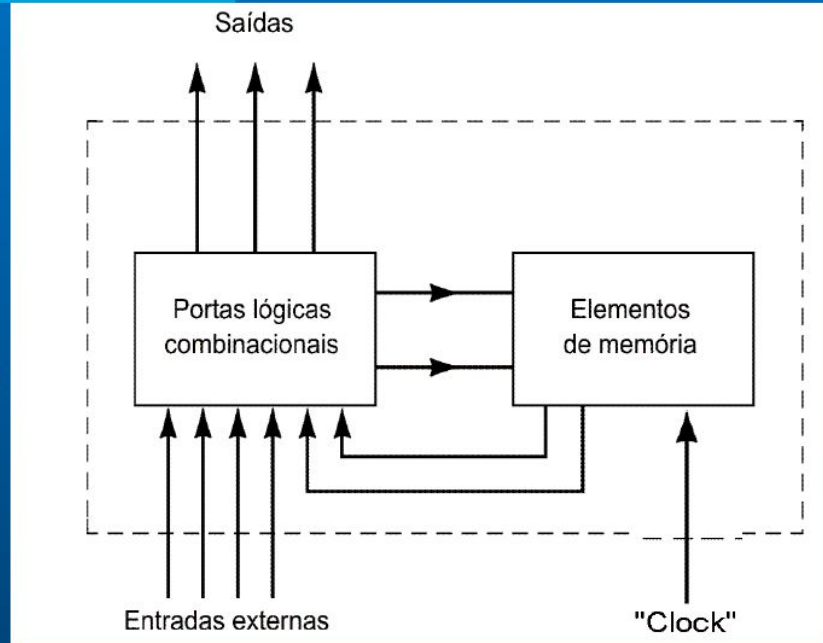 Saídas
Portas lógicas
combinacionais
Elementos
de memória
Entradas externas
"Clock"